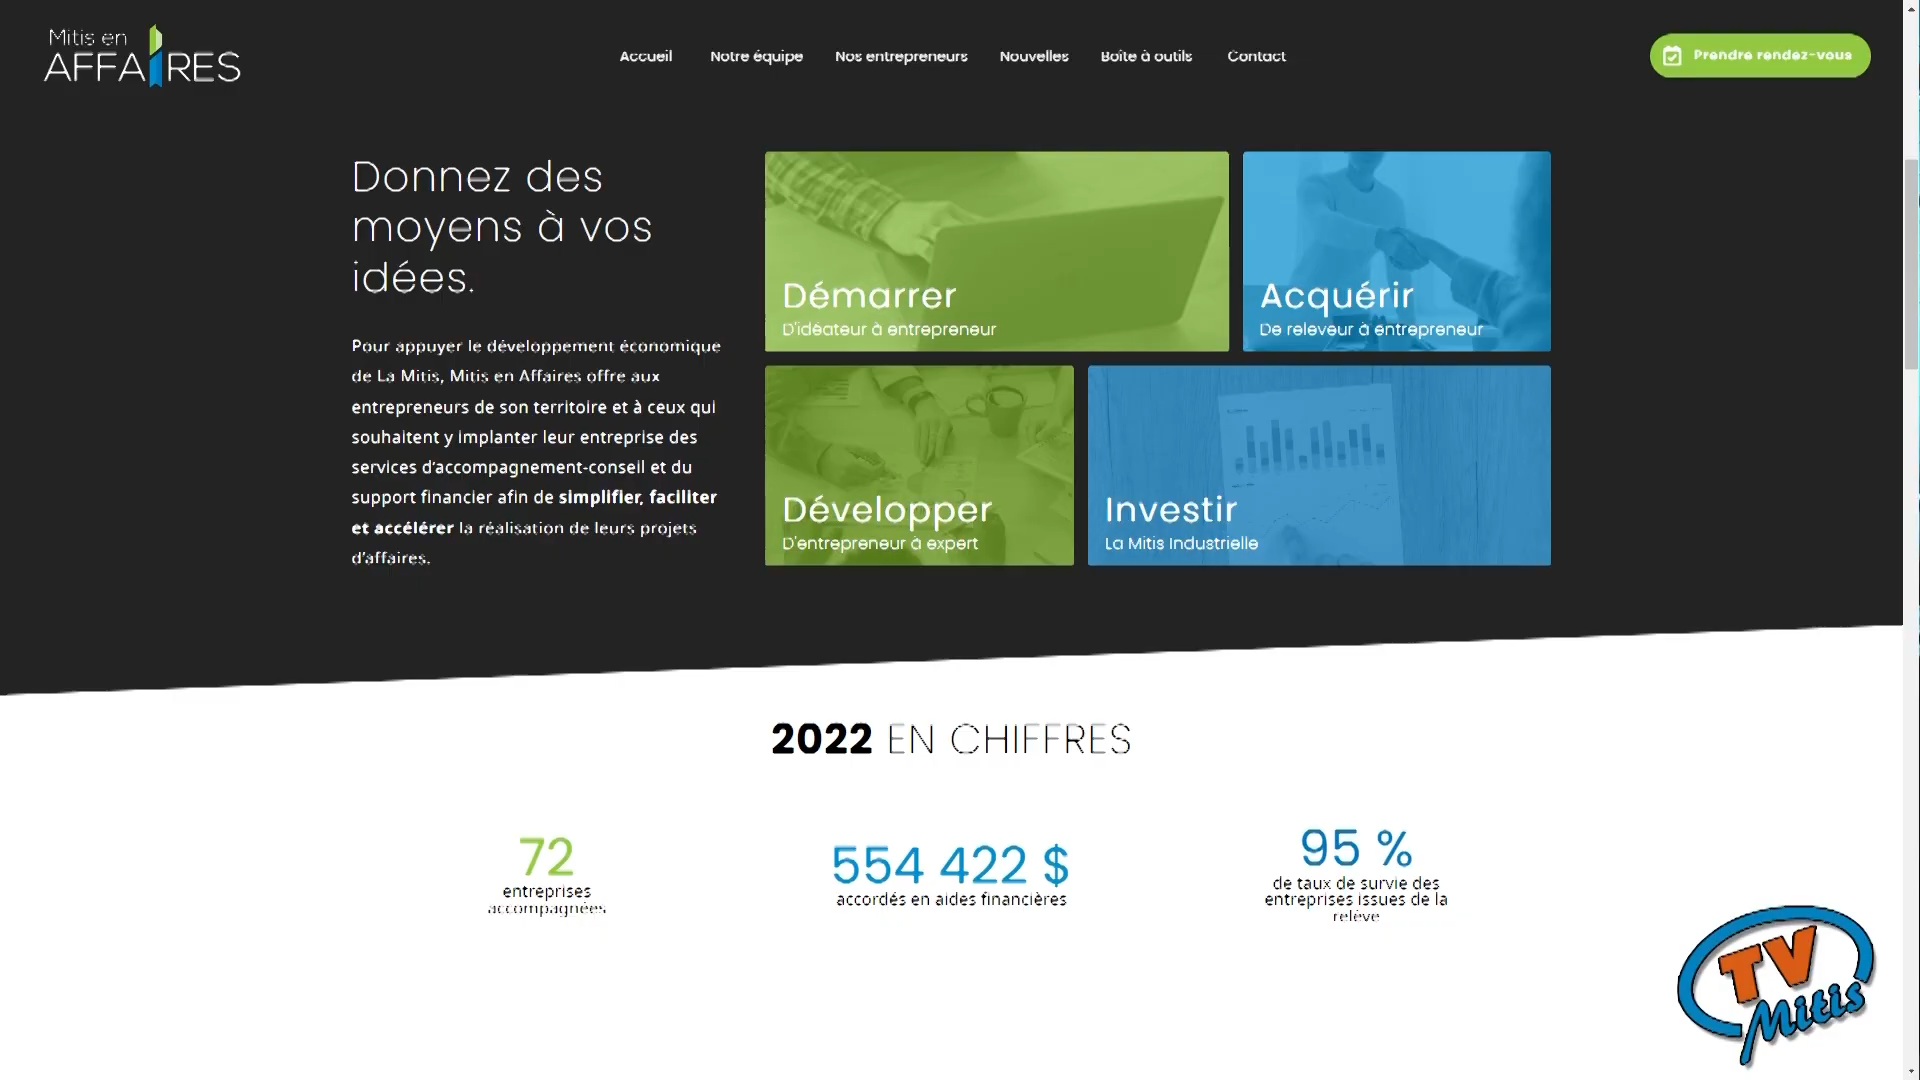 Mitis en
AFFAIRES
Accueil
Notre équipe
Nos entrepreneurs
Nouvelles
Boîte à outils
Contact
Prendre rendez-vous
Donnez des
moyens à vos
idées.
Pour appuyer le développement économique
de La Mitis, Mitis en Affaires offre aux
entrepreneurs de son territoire et à ceux qui
souhaitent y implanter leur entreprise des
services d'accompagnement-conseil et du
support financier afin de simplifier, faciliter
et accélérer la réalisation de leurs projets
d'affaires.
Démarrer
D'idéateur à entrepreneur
Acquérir
De releveur à entrepreneur
Développer
D'entrepreneur à expert
Investir
La Mitis Industrielle
2022 EN CHIFFRES
72
entreprises
accompagnées
554 422 $
accordés en aides financières
95 %
de taux de survie des
entreprises issues de la
relève
TV
Mitis